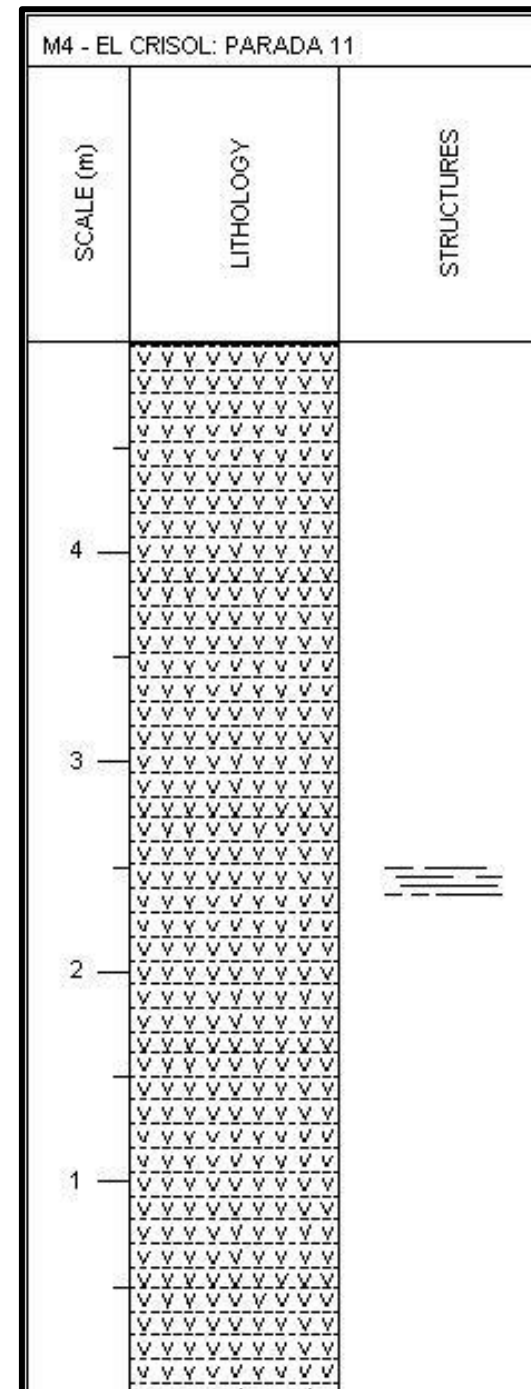 M4 - EL CRISOL: PARADA 11
SCALE (m)
LITHOLOGY
STRUCTURES
4
3
2
1